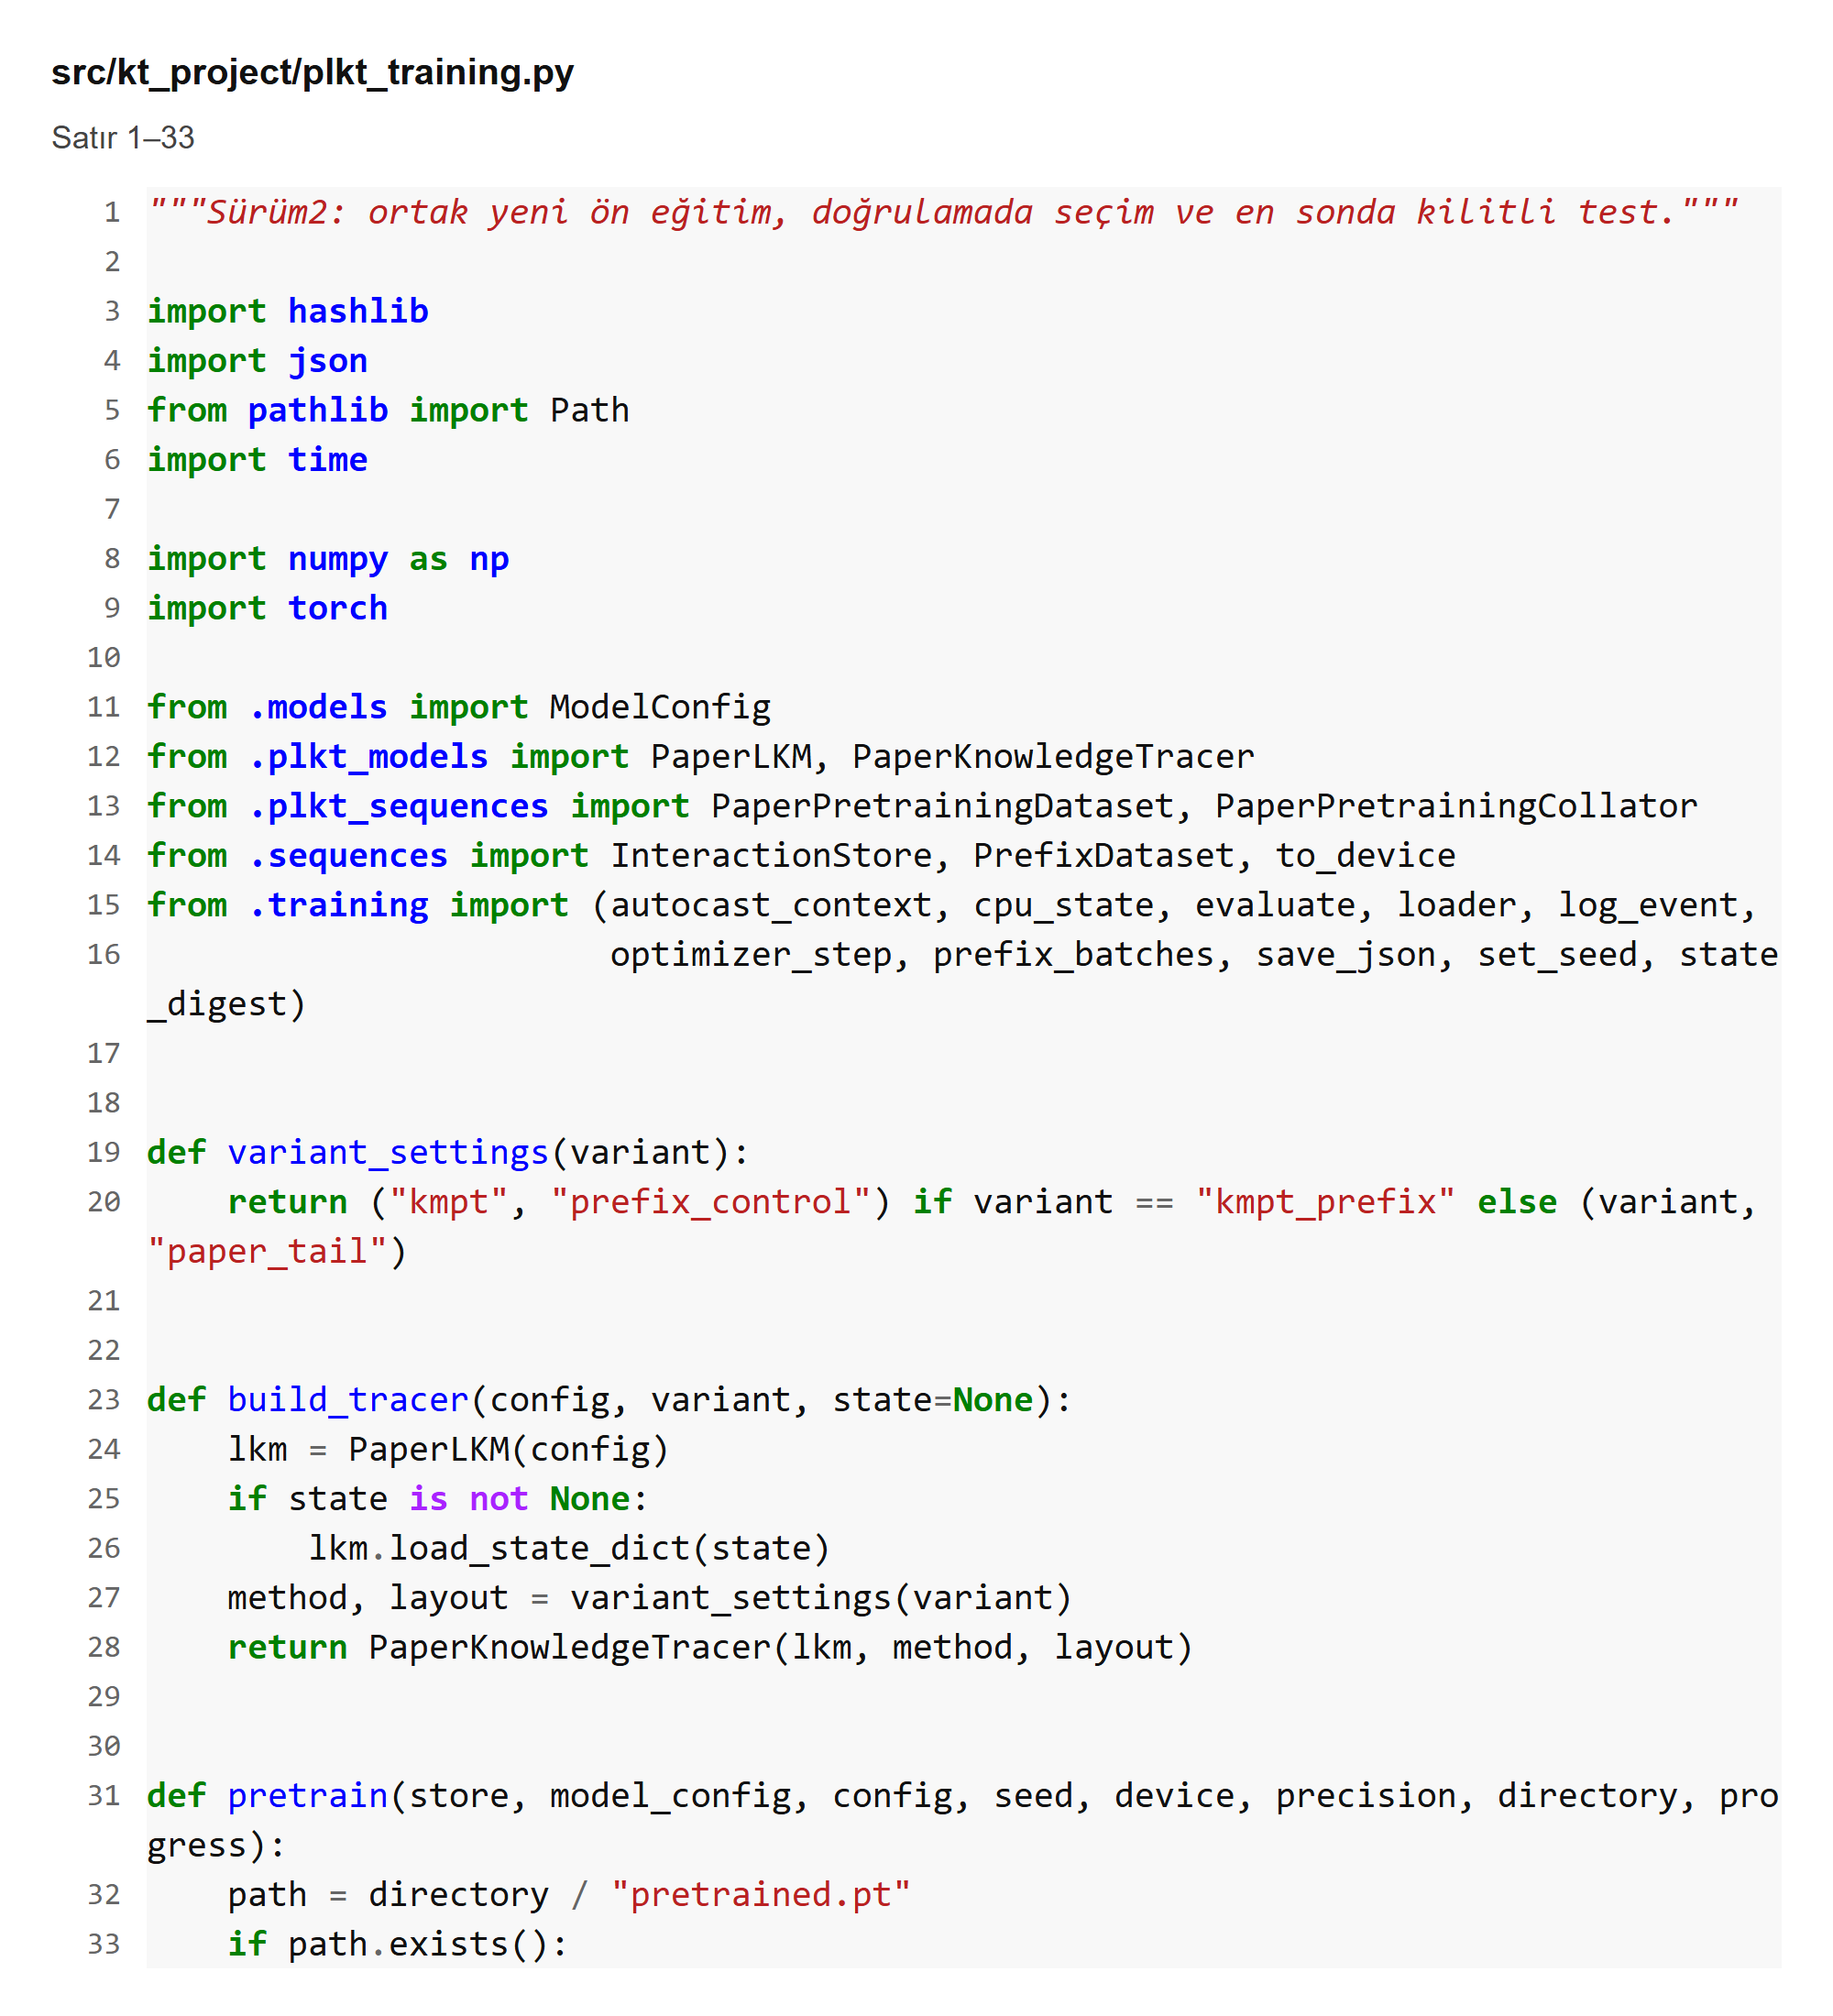 src/kt_project/plkt_training.py
Satır 1–33
1 """Sürüm2: ortak yeni ön eğitim, doğrulamada seçim ve en sonda kilitli test."""
2
3 import hashlib
4 import json
5 from pathlib import Path
6 import time
7
8 import numpy as np
9 import torch
10
11 from .models import ModelConfig
12 from .plkt_models import PaperLKM, PaperKnowledgeTracer
13 from .plkt_sequences import PaperPretrainingDataset, PaperPretrainingCollator
14 from .sequences import InteractionStore, PrefixDataset, to_device
15 from .training import (autocast_context, cpu_state, evaluate, loader, log_event,
16                        optimizer_step, prefix_batches, save_json, set_seed, state
_digest)
17
18
19 def variant_settings(variant):
20     return ("kmpt", "prefix_control") if variant == "kmpt_prefix" else (variant,
"paper_tail")
21
22
23 def build_tracer(config, variant, state=None):
24     lkm = PaperLKM(config)
25     if state is not None:
26         lkm.load_state_dict(state)
27     method, layout = variant_settings(variant)
28     return PaperKnowledgeTracer(lkm, method, layout)
29
30
31 def pretrain(store, model_config, config, seed, device, precision, directory, pro
gress):
32     path = directory / "pretrained.pt"
33     if path.exists():